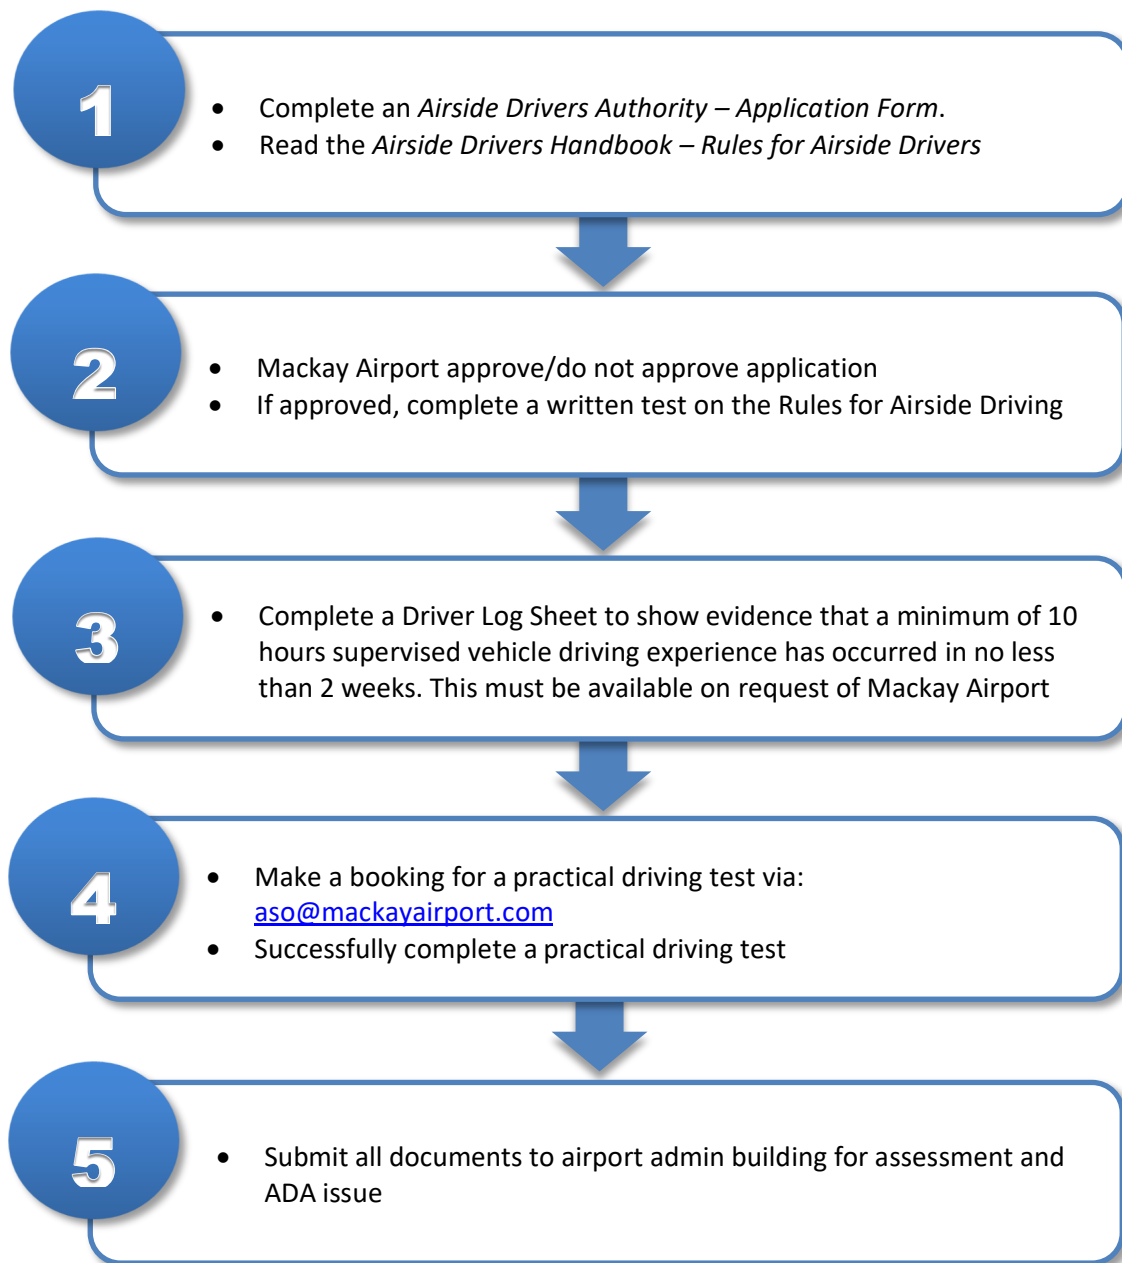 1
• Complete an Airside Drivers Authority – Application Form.
• Read the Airside Drivers Handbook – Rules for Airside Drivers
2
• Mackay Airport approve/do not approve application
• If approved, complete a written test on the Rules for Airside Driving
3
• Complete a Driver Log Sheet to show evidence that a minimum of 10
hours supervised vehicle driving experience has occurred in no less
than 2 weeks. This must be available on request of Mackay Airport
4
• Make a booking for a practical driving test via:
aso@mackayairport.com
• Successfully complete a practical driving test
5
• Submit all documents to airport admin building for assessment and
ADA issue